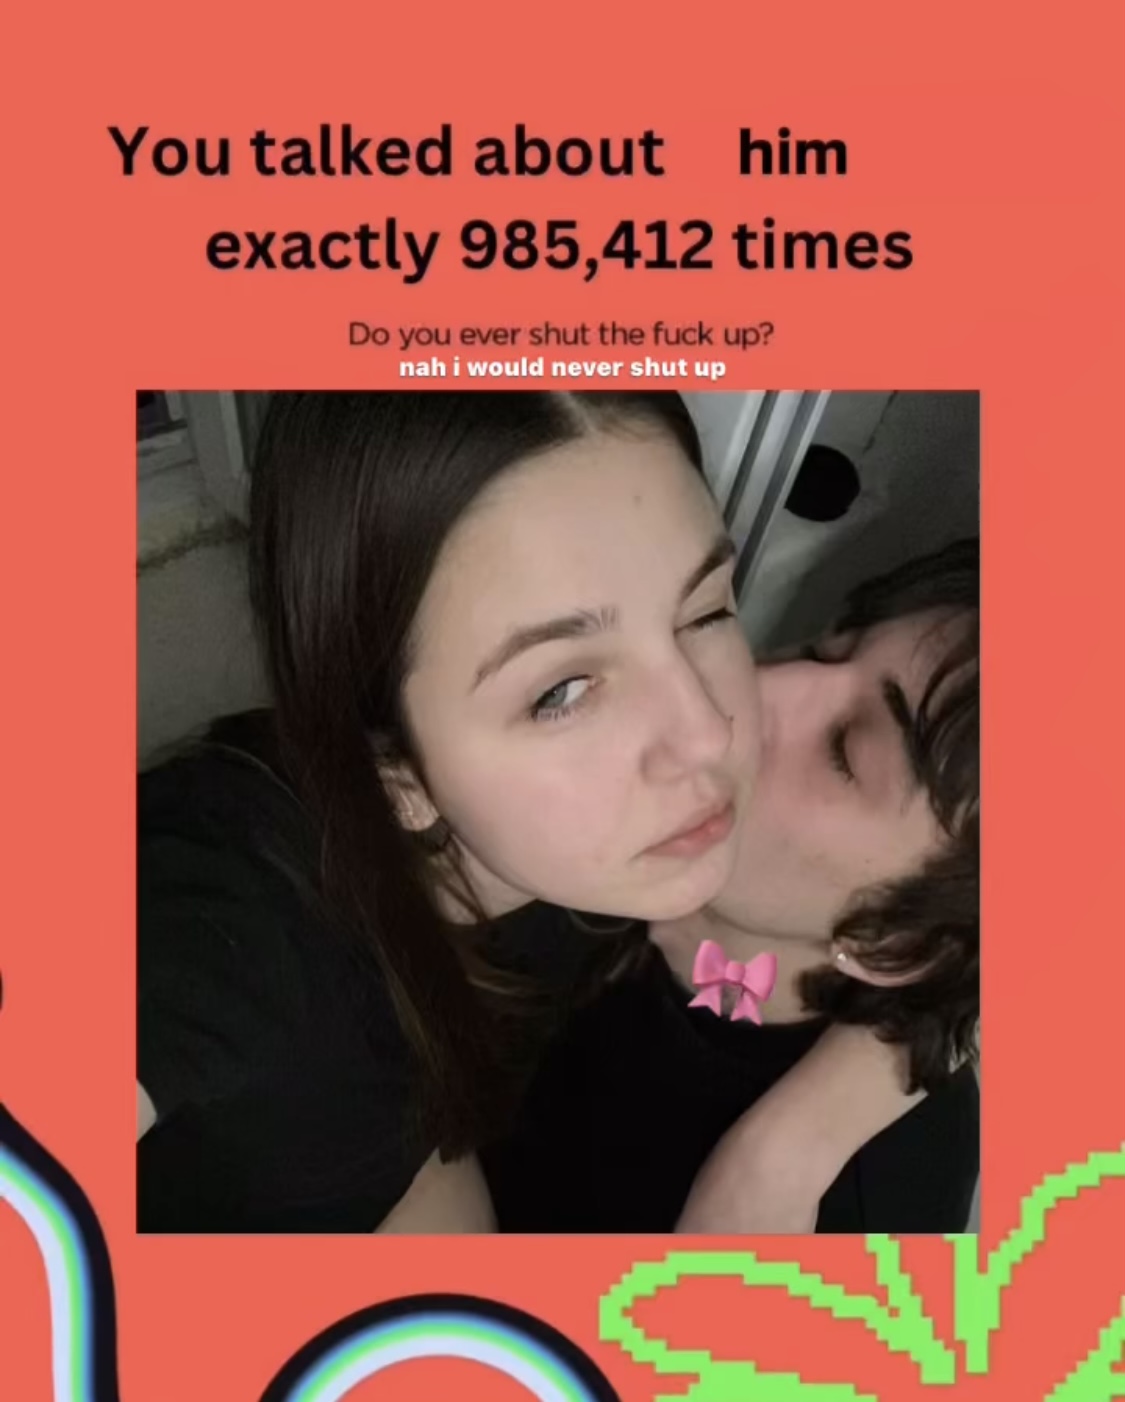 You talked about him
exactly 985,412 times
Do you ever shut the fuck up?
nah i would never shut up